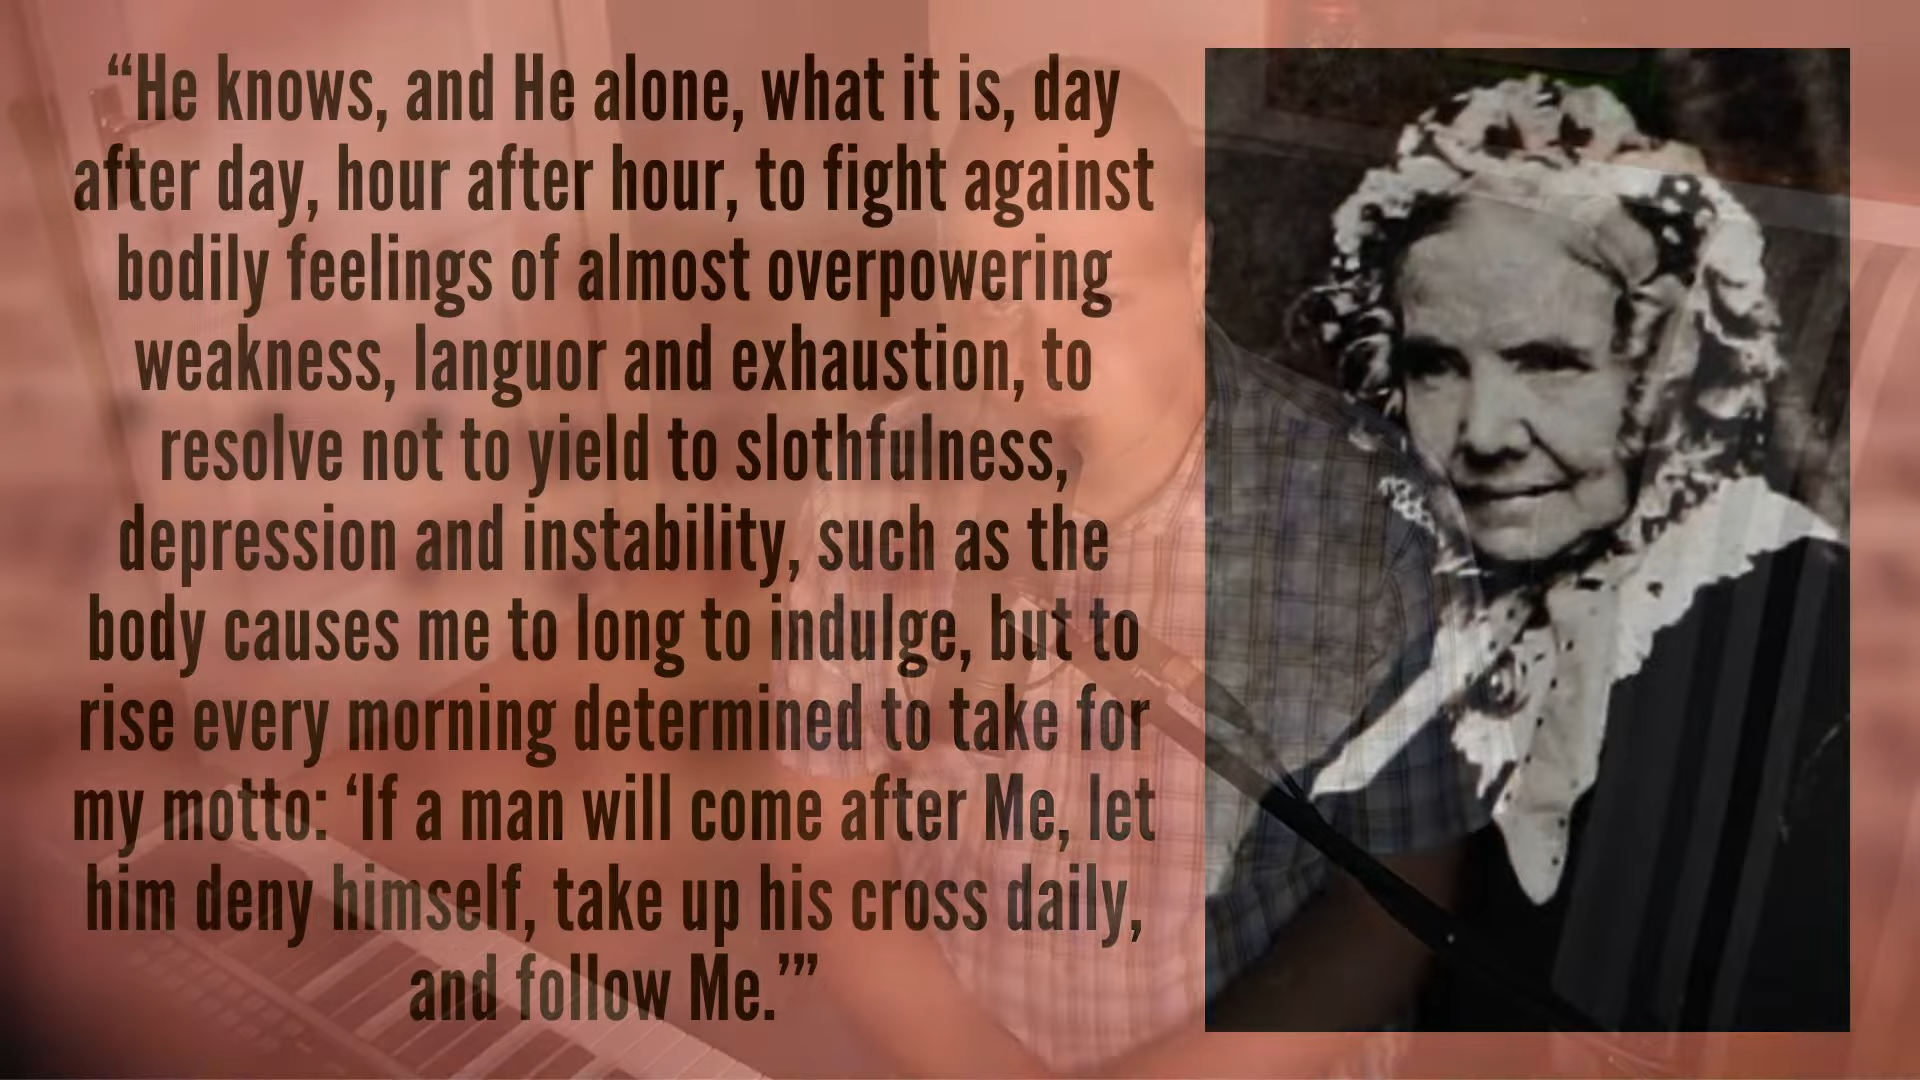 “He knows, and He alone, what it is, day
after day, hour after hour, to fight against
bodily feelings of almost overpowering
weakness, languor and exhaustion, to
resolve not to yield to slothfulness,
depression and instability, such as the
body causes me to long to indulge, but to
rise every morning determined to take for
my motto: ‘If a man will come after Me, let
him deny himself, take up his cross daily,
and follow Me.’”